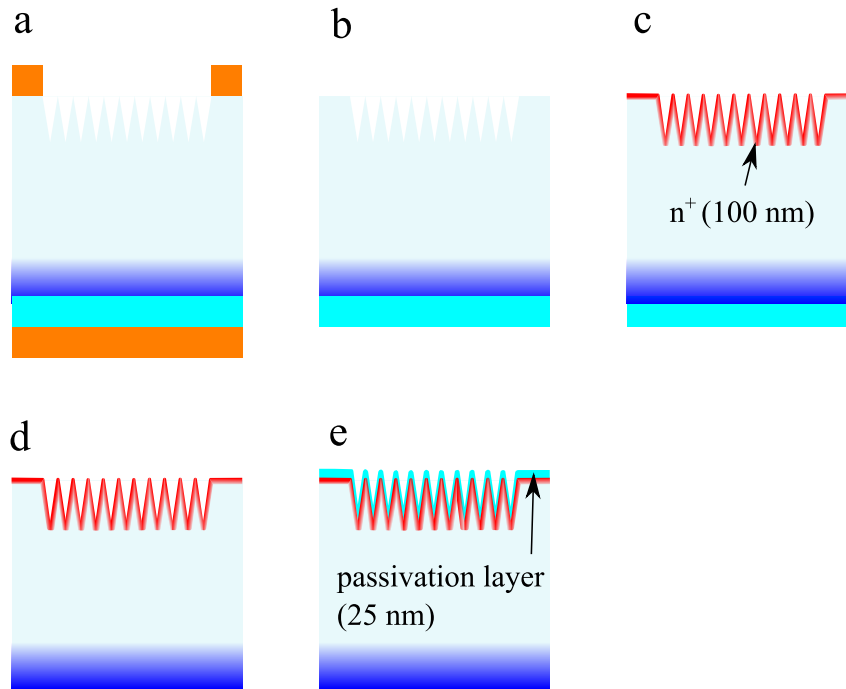 a
b
c
n⁺ (100 nm)
d
e
passivation layer
(25 nm)